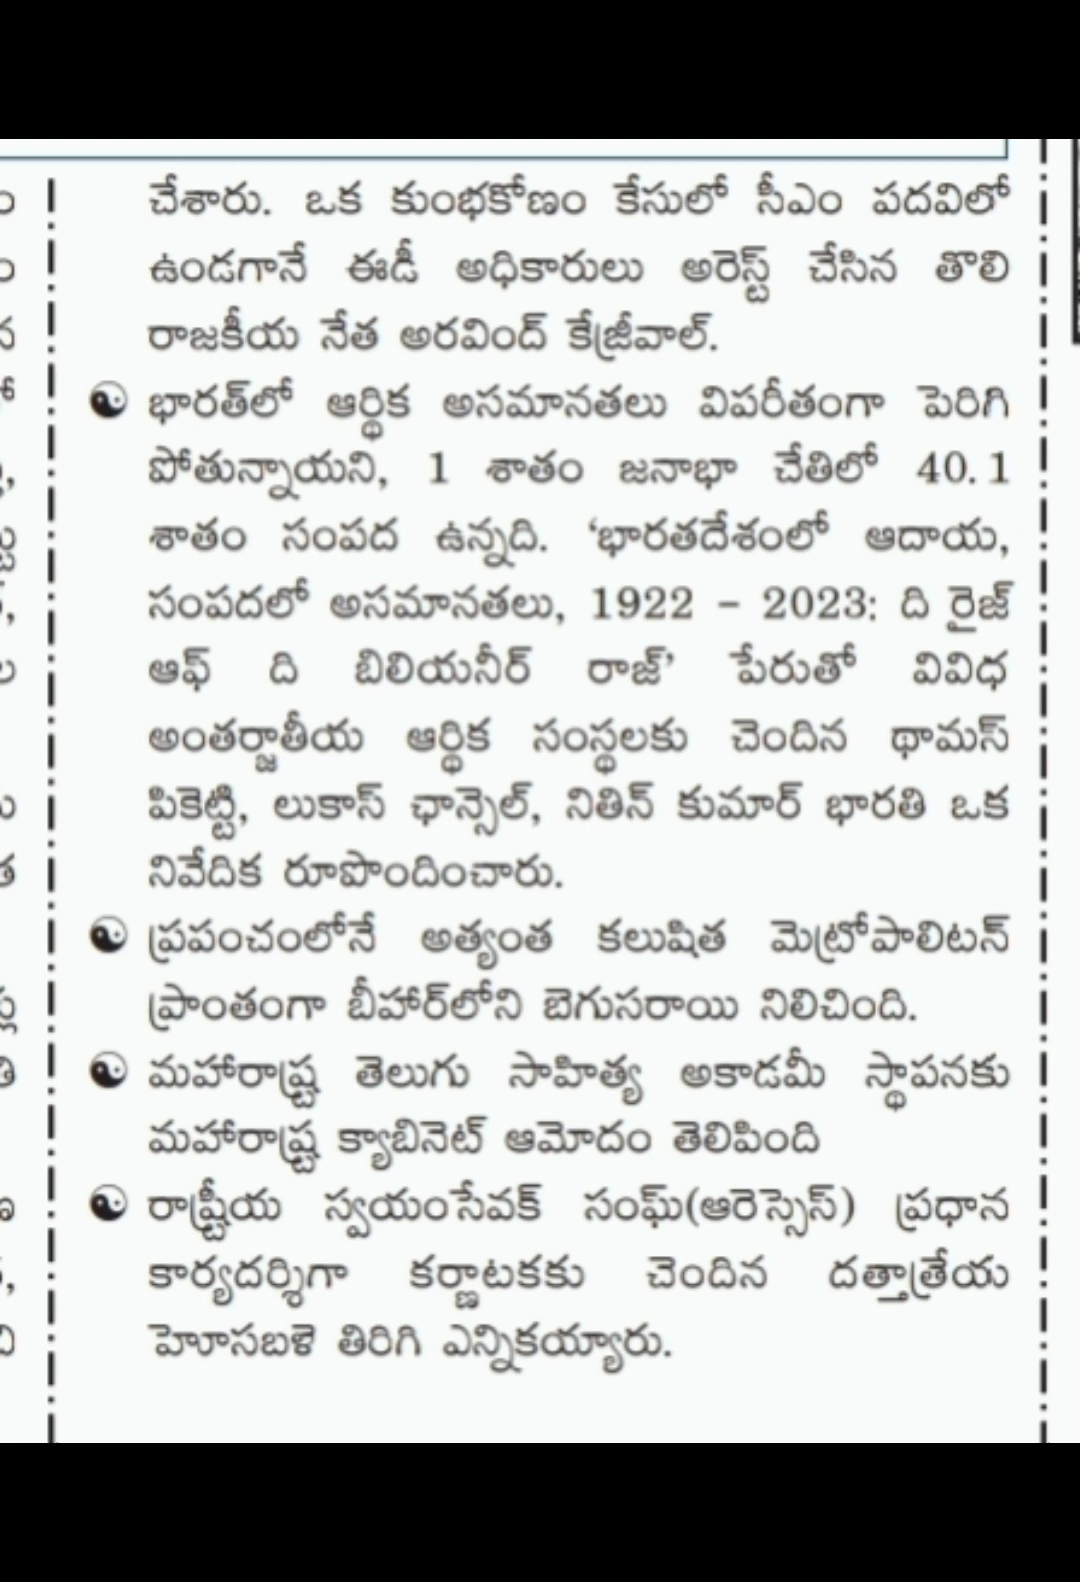 చేశారు. ఒక కుంభకోణం కేసులో సీఎం పదవిలో
ఉండగానే ఈడీ అధికారులు అరెస్ట్ చేసిన తొలి
రాజకీయ నేత అరవింద్ కేజ్రీవాల్.
భారత్‌లో ఆర్థిక అసమానతలు విపరీతంగా పెరిగి
పోతున్నాయని, 1 శాతం జనాభా చేతిలో 40.1
శాతం సంపద ఉన్నది. ‘భారతదేశంలో ఆదాయ,
సంపదలో అసమానతలు, 1922 – 2023: ది రైజ్
ఆఫ్ ది బిలియనీర్ రాజ్’ పేరుతో వివిధ
అంతర్జాతీయ ఆర్థిక సంస్థలకు చెందిన థామస్
పికెట్టి, లుకాస్ ఛాన్సెల్, నితిన్ కుమార్ భారతి ఒక
నివేదిక రూపొందించారు.
ప్రపంచంలోనే అత్యంత కలుషిత మెట్రోపాలిటన్
ప్రాంతంగా బీహార్‌లోని బెగుసరాయి నిలిచింది.
మహారాష్ట్ర తెలుగు సాహిత్య అకాడమీ స్థాపనకు
మహారాష్ట్ర క్యాబినెట్ ఆమోదం తెలిపింది
రాష్ట్రీయ స్వయంసేవక్ సంఘ్(ఆరెస్సెస్) ప్రధాన
కార్యదర్శిగా కర్ణాటకకు చెందిన దత్తాత్రేయ
హెూసబళె తిరిగి ఎన్నికయ్యారు.